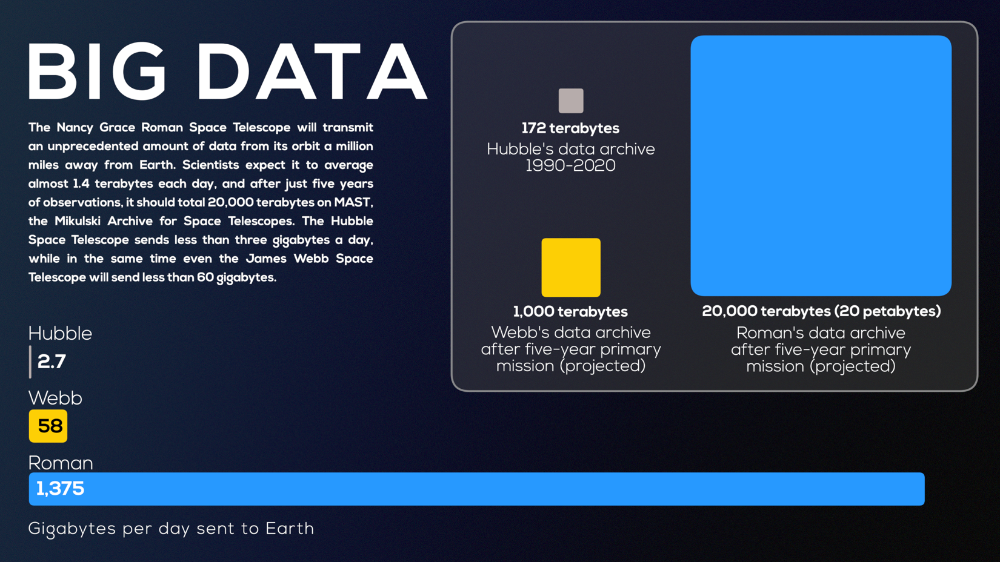 BIG DATA
The Nancy Grace Roman Space Telescope will transmit
an unprecedented amount of data from its orbit a million
miles away from Earth. Scientists expect it to average
almost 1.4 terabytes each day, and after just five years
of observations, it should total 20,000 terabytes on MAST,
the Mikulski Archive for Space Telescopes. The Hubble
Space Telescope sends less than three gigabytes a day,
while in the same time even the James Webb Space
Telescope will send less than 60 gigabytes.
172 terabytes
Hubble's data archive
1990-2020
1,000 terabytes
Webb's data archive
after five-year primary
mission (projected)
20,000 terabytes (20 petabytes)
Roman's data archive
after five-year primary
mission (projected)
Hubble
2.7
Webb
58
Roman
1,375
Gigabytes per day sent to Earth